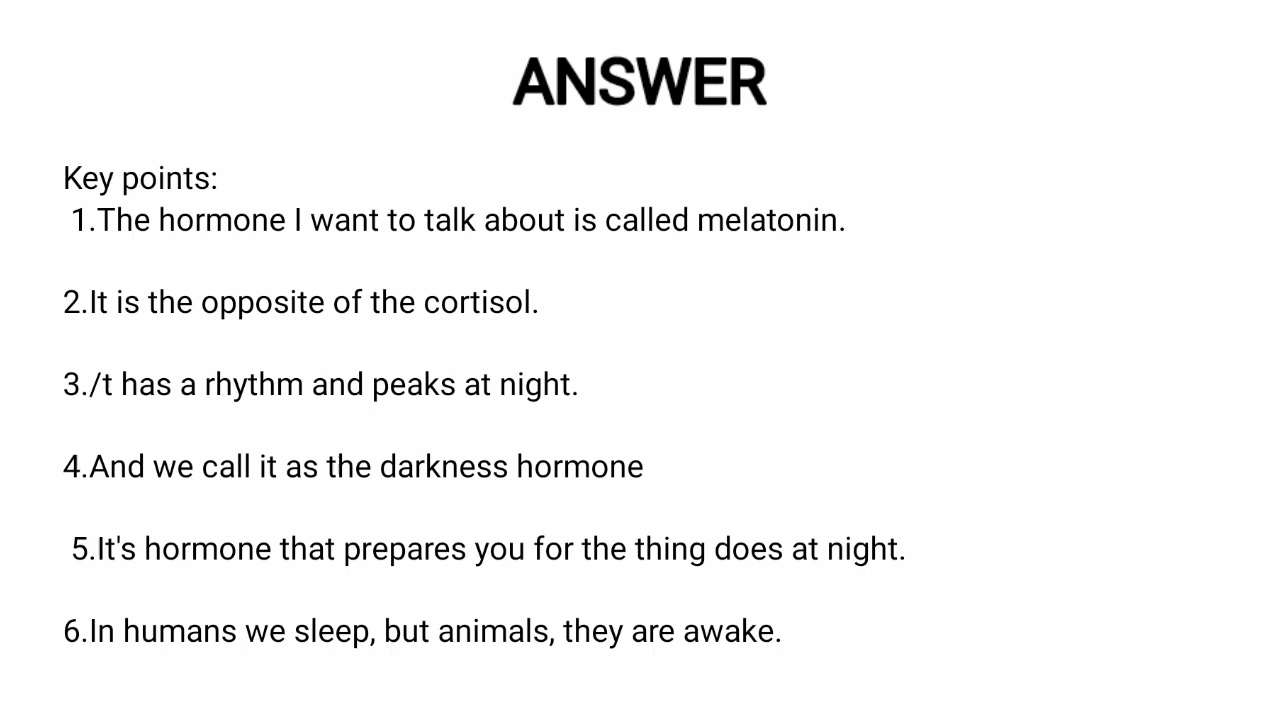 ANSWER
Key points:
1.The hormone I want to talk about is called melatonin.
2.It is the opposite of the cortisol.
3./t has a rhythm and peaks at night.
4.And we call it as the darkness hormone
5.It's hormone that prepares you for the thing does at night.
6.In humans we sleep, but animals, they are awake.